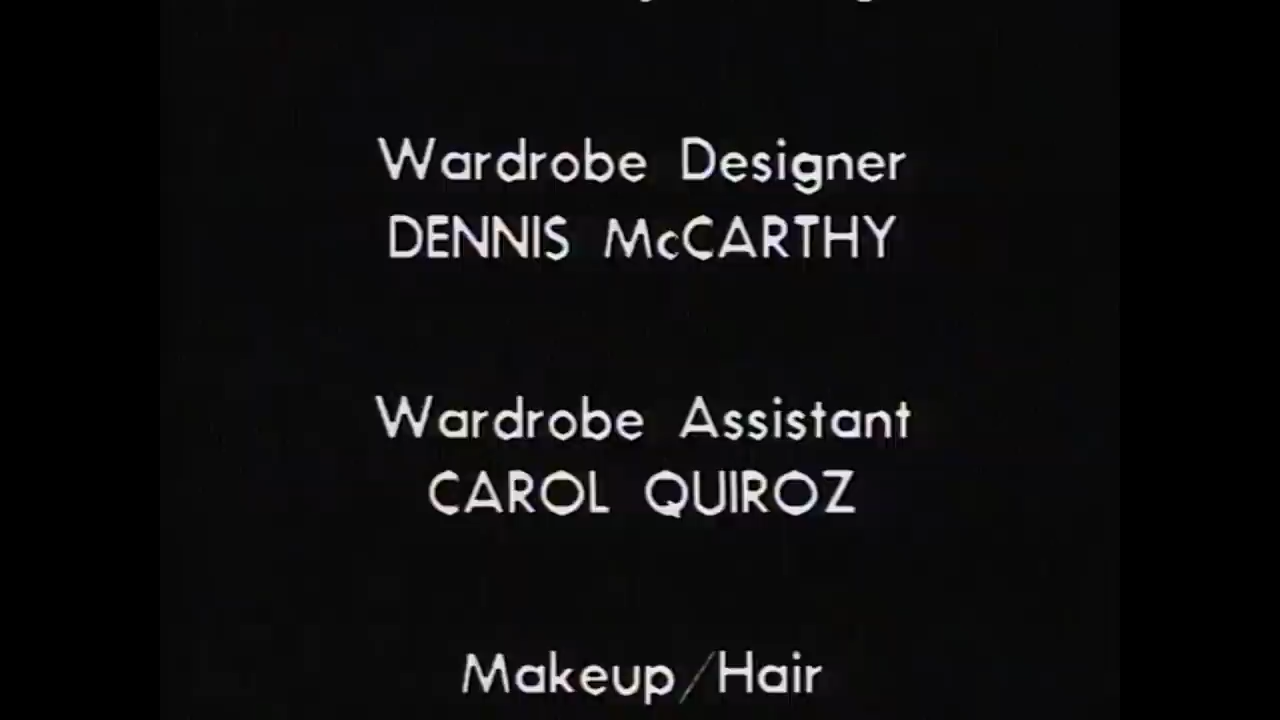 Wardrobe Designer
DENNIS McCARTHY
Wardrobe Assistant
CAROL QUIROZ
Makeup/Hair